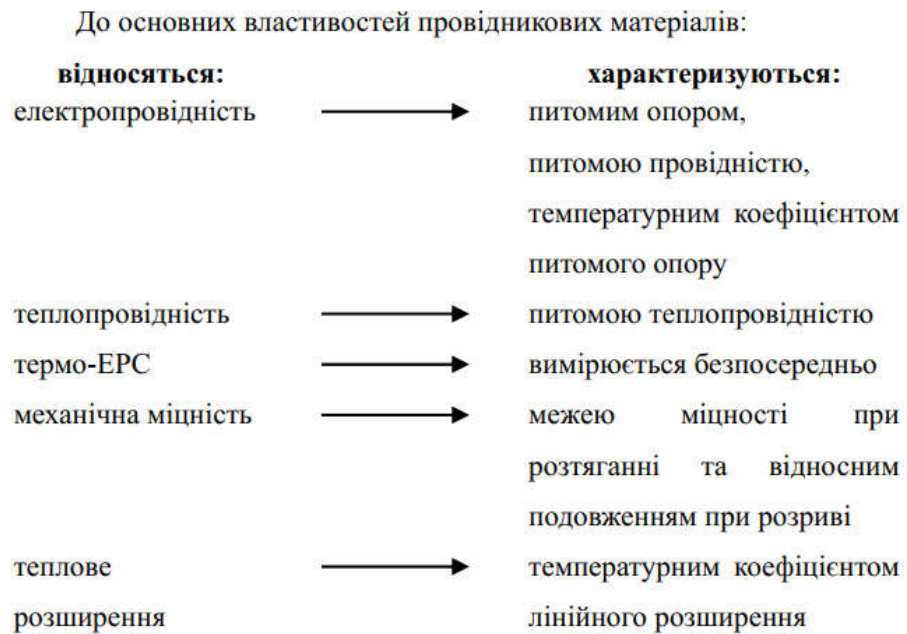 До основних властивостей провідникових матеріалів:
відносяться: характеризуються:
електропровідність питомим опором,
питомою провідністю,
температурним коефіцієнтом
питомого опору
теплопровідність питомою теплопровідністю
термо-ЕРС вимірюється безпосередньо
механічна міцність межею міцності при
розтяганні та відносним
подовженням при розриві
теплове температурним коефіцієнтом
розширення лінійного розширення